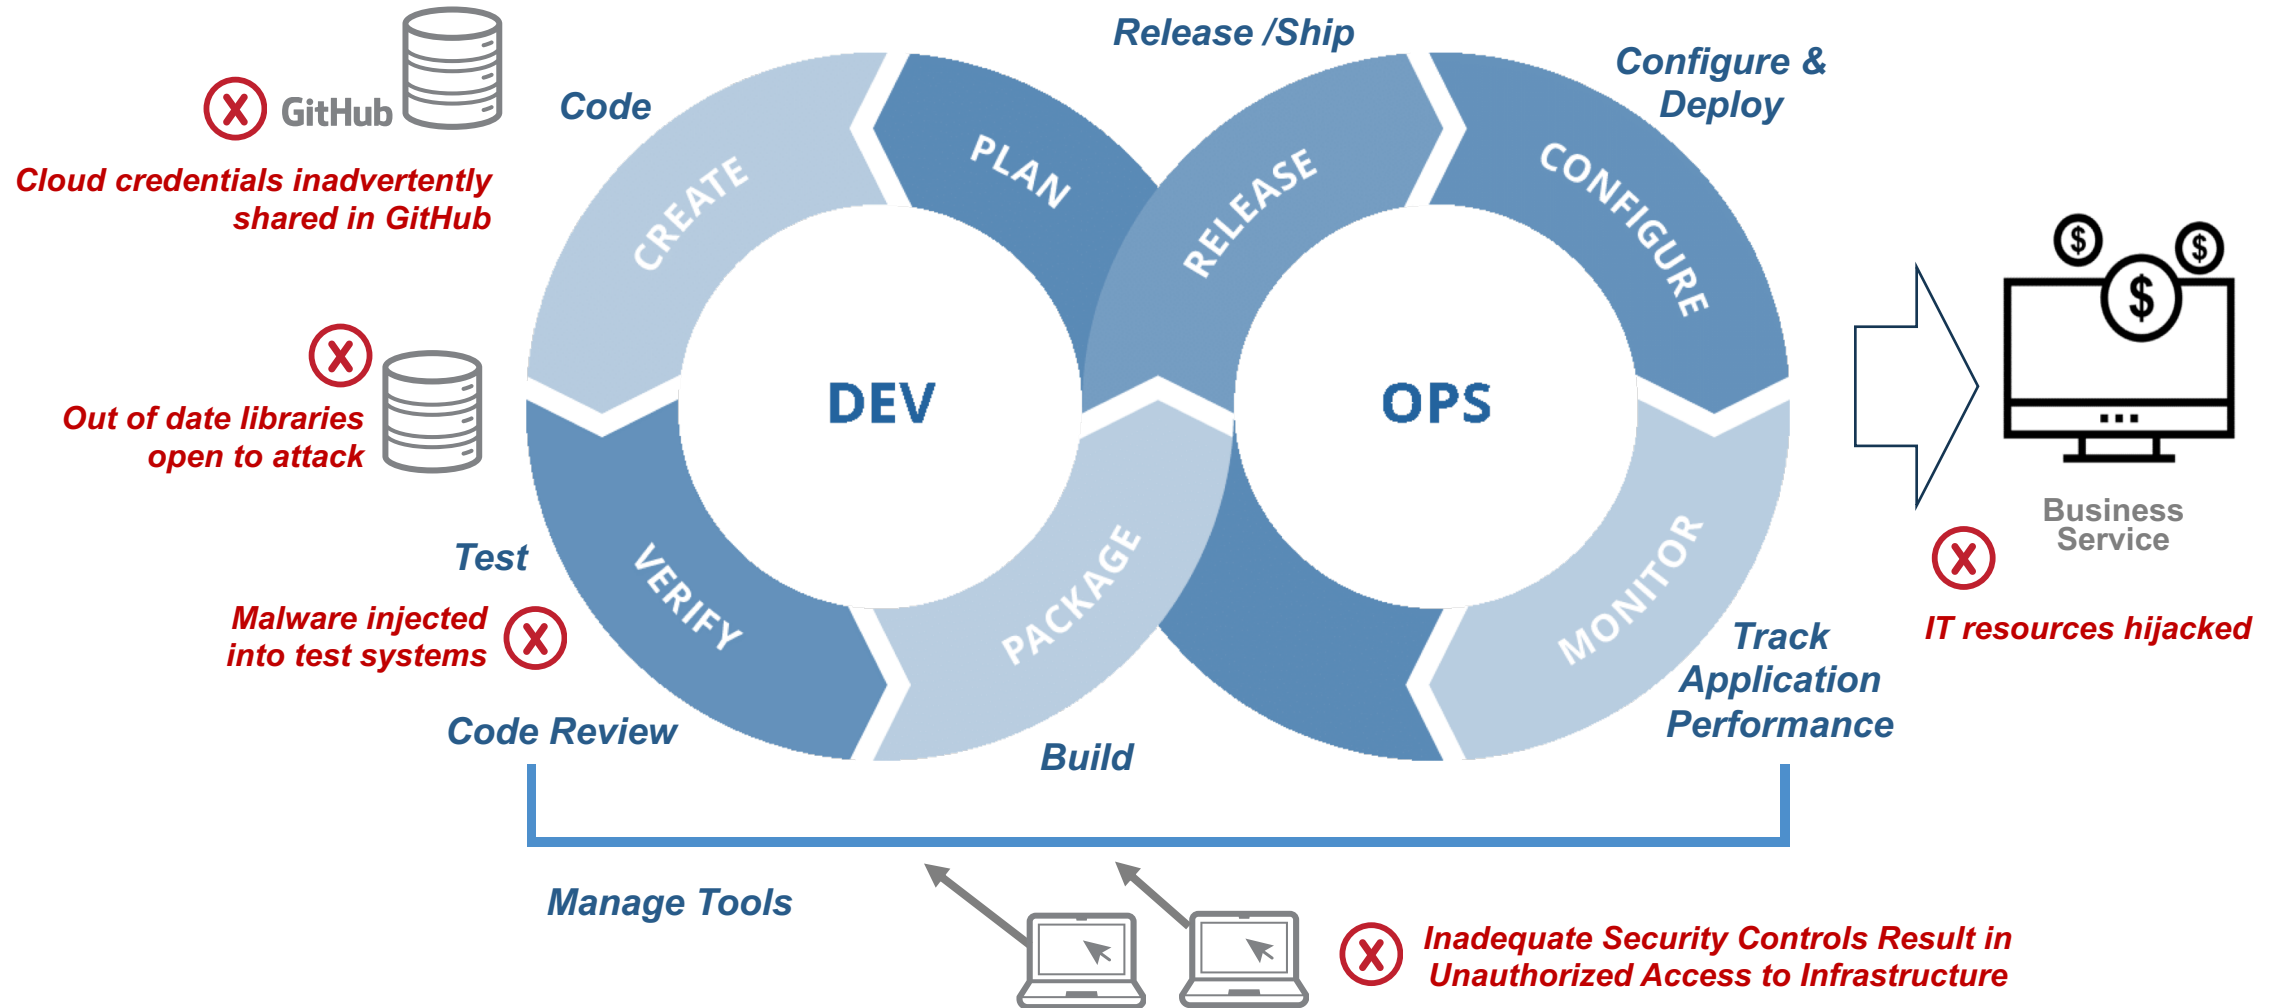 Release /Ship
Configure &
Deploy
Code
GitHub
Cloud credentials inadvertently
shared in GitHub
CREATE
PLAN
RELEASE
CONFIGURE
$
$
$
DEV
OPS
Out of date libraries
open to attack
Business
Service
Test
VERIFY
PACKAGE
MONITOR
Malware injected
into test systems
IT resources hijacked
Track
Application
Performance
Code Review
Build
Manage Tools
Inadequate Security Controls Result in
Unauthorized Access to Infrastructure